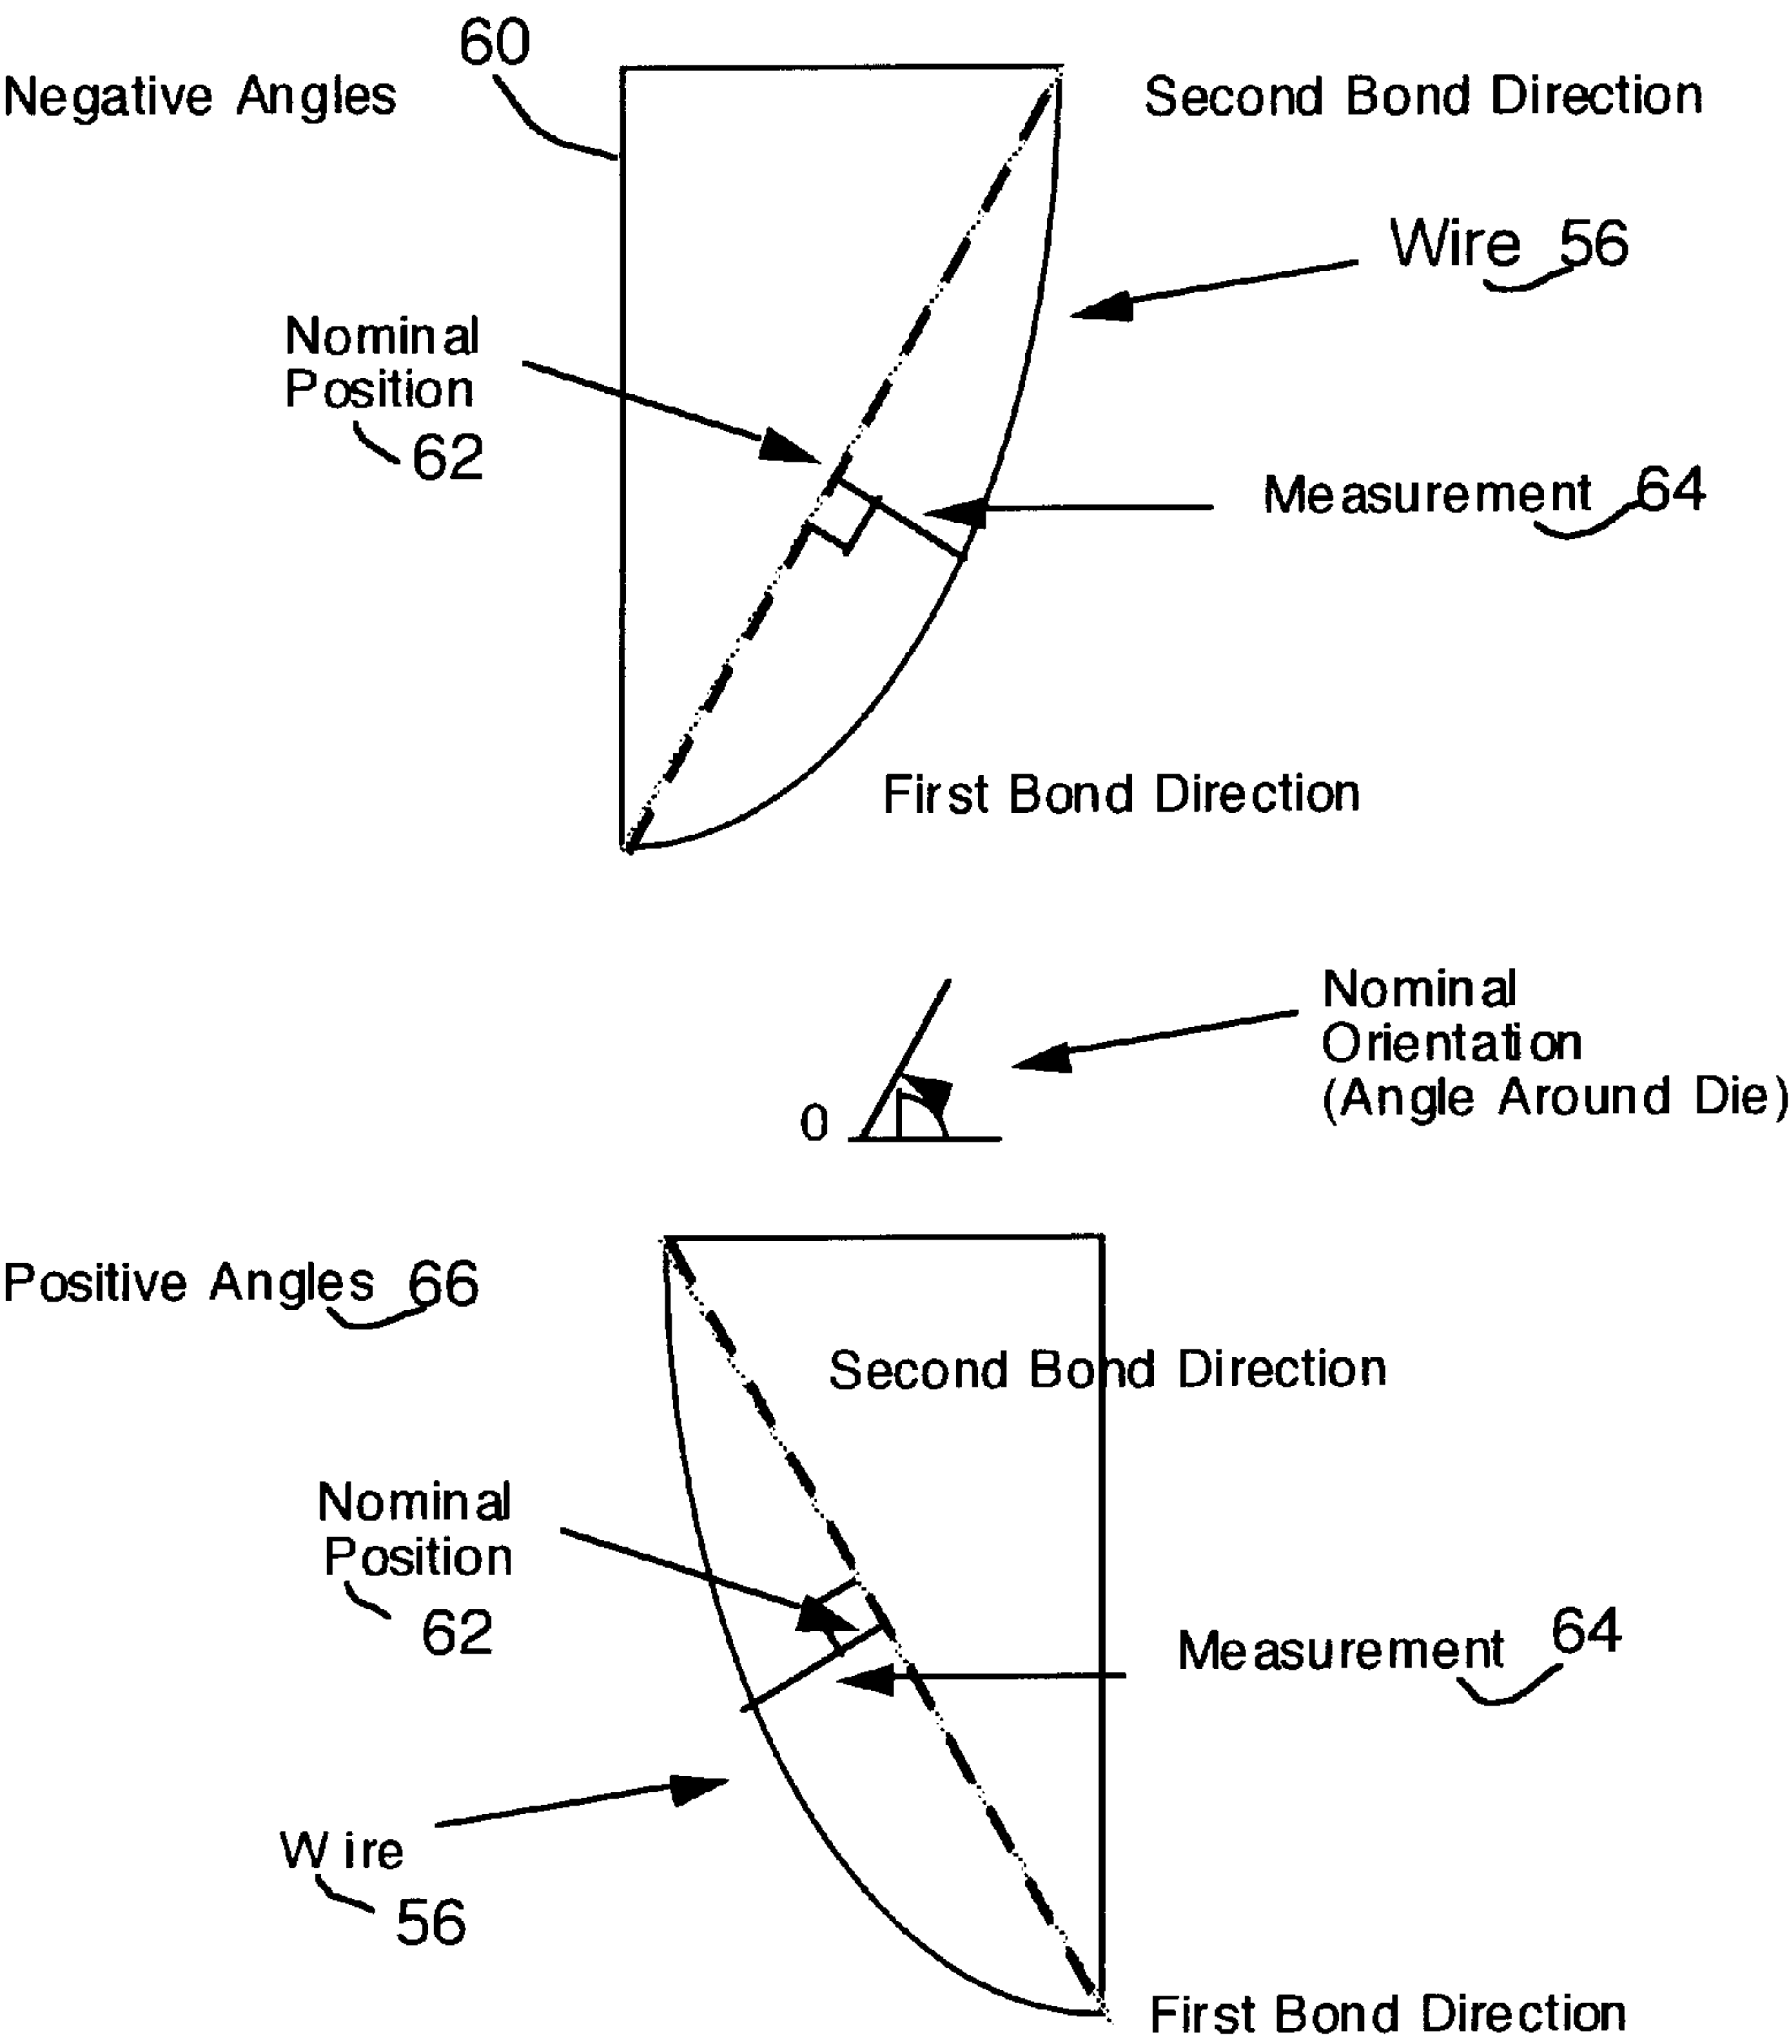 60
Negative Angles
Second Bond Direction
Wire 56
Nominal
Position
62
Measurement 64
First Bond Direction
Nominal
Orientation
(Angle Around Die)
0
Positive Angles 66
Second Bond Direction
Nominal
Position
62
Measurement 64
Wire
56
First Bond Direction